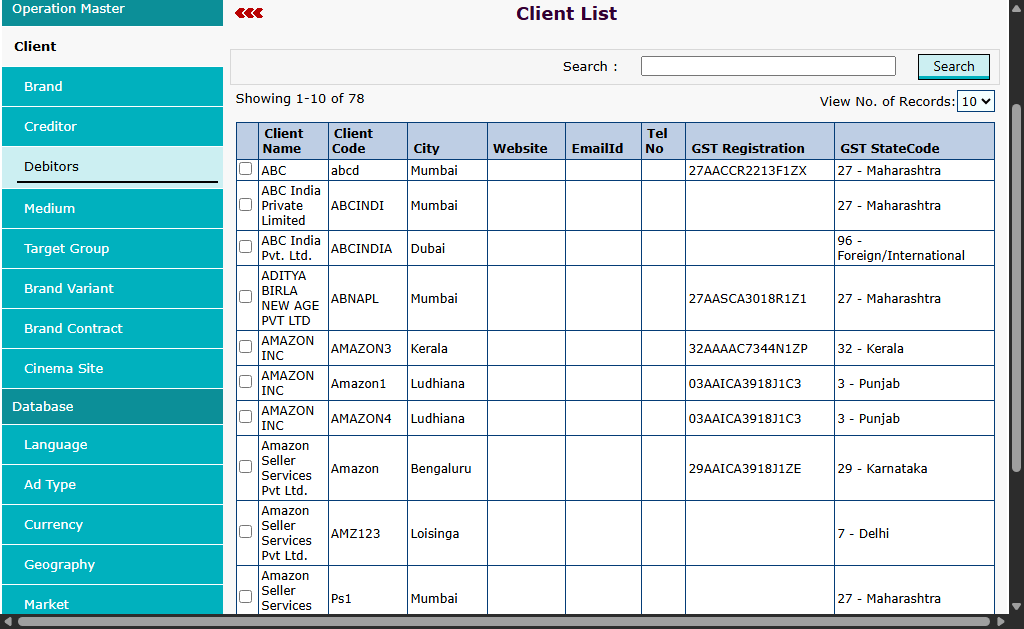 Operation Master
Client
Brand
Creditor
Debitors
Medium
Target Group
Brand Variant
Brand Contract
Cinema Site
Database
Language
Ad Type
Currency
Geography
Market
Client List
Search :
Search
Showing 1-10 of 78
View No. of Records: 10
Client Name Client Code City Website EmailId Tel No GST Registration GST StateCode
ABC abcd Mumbai 27AACCR2213F1ZX 27 - Maharashtra
ABC India Private Limited ABCINDI Mumbai 27 - Maharashtra
ABC India Pvt. Ltd. ABCINDIA Dubai 96 - Foreign/International
ADITYA BIRLA NEW AGE PVT LTD ABNAPL Mumbai 27AASCA3018R1Z1 27 - Maharashtra
AMAZON INC AMAZON3 Kerala 32AAAAC7344N1ZP 32 - Kerala
AMAZON INC Amazon1 Ludhiana 03AAICA3918J1C3 3 - Punjab
AMAZON INC AMAZON4 Ludhiana 03AAICA3918J1C3 3 - Punjab
Amazon Seller Services Pvt Ltd. Amazon Bengaluru 29AAICA3918J1ZE 29 - Karnataka
Amazon Seller Services Pvt Ltd. AMZ123 Loisinga 7 - Delhi
Amazon Seller Services Ps1 Mumbai 27 - Maharashtra